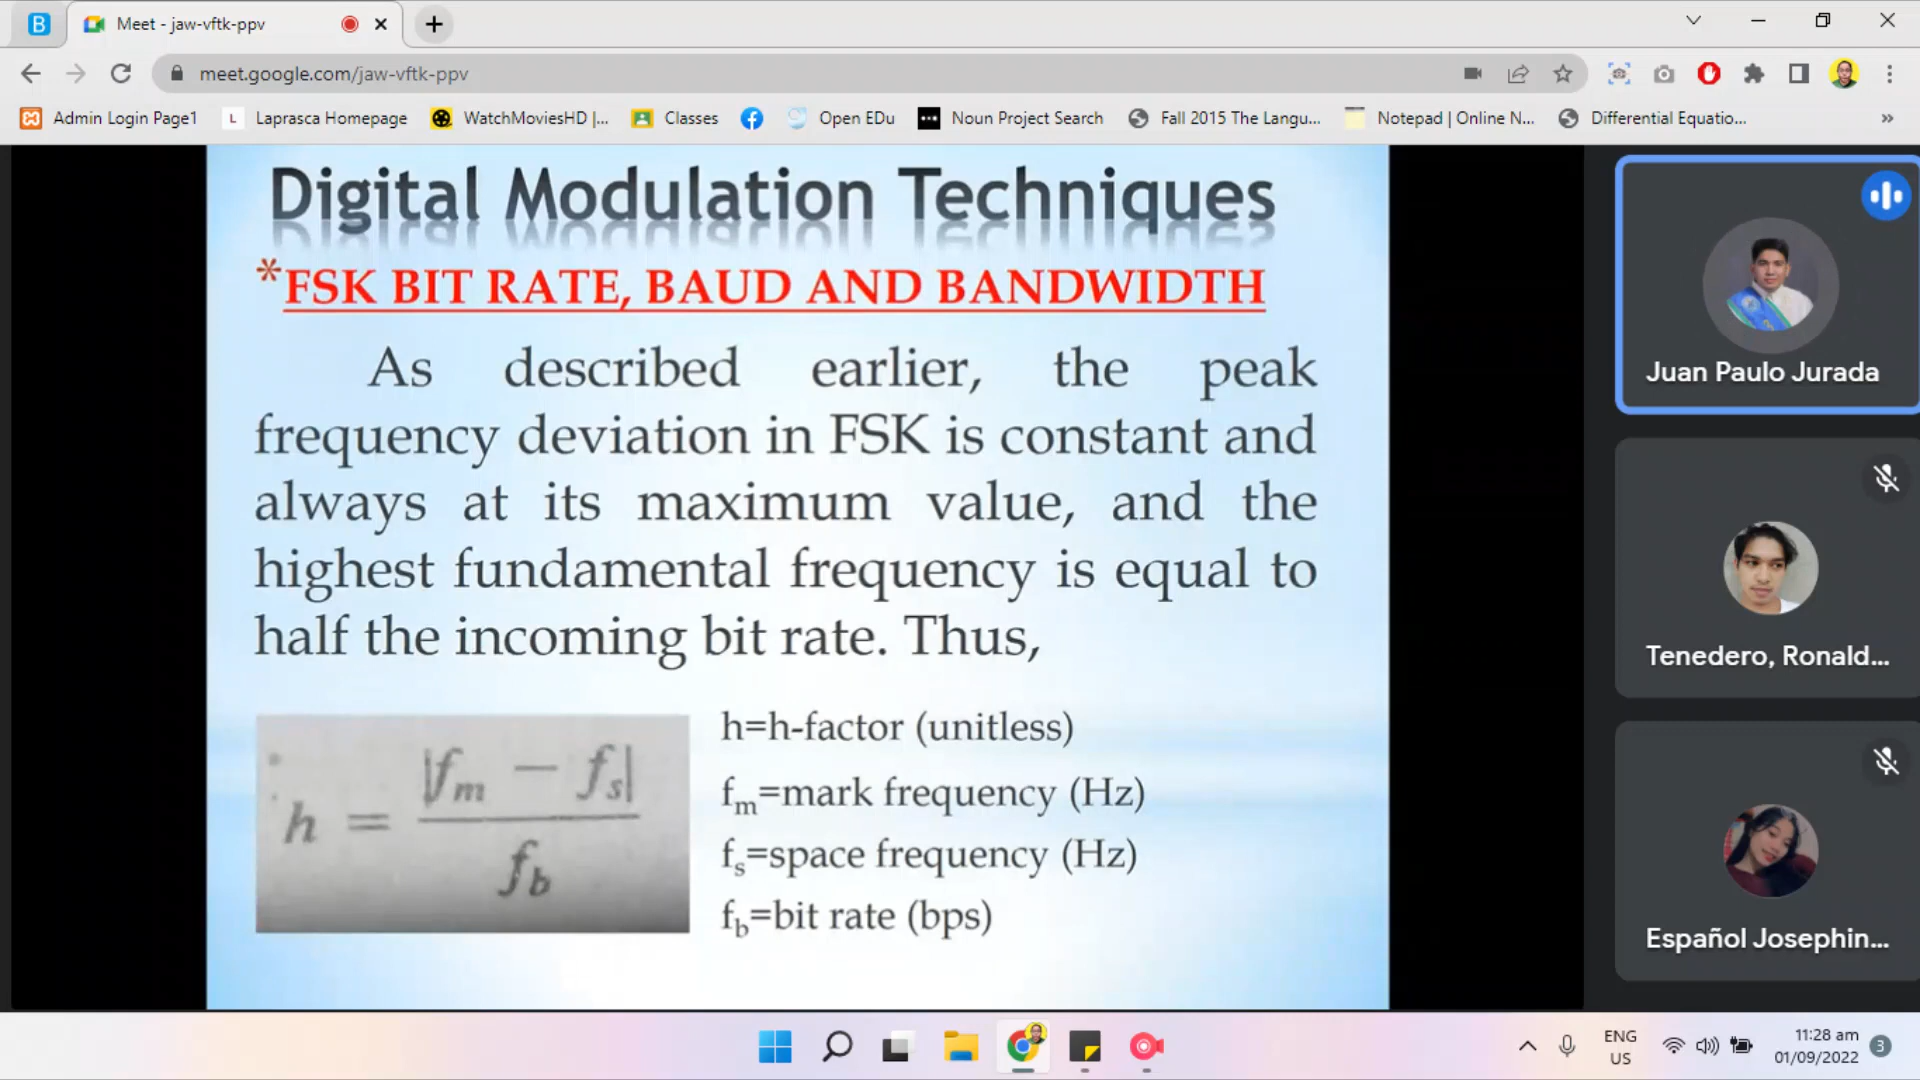 Meet - jaw-vftk-ppv
meet.google.com/jaw-vftk-ppv
Admin Login Page1
L Laprasca Homepage
WatchMoviesHD |...
Classes
Open EDu
Noun Project Search
Fall 2015 The Langu...
Notepad | Online N...
Differential Equatio...
»
Digital Modulation Techniques
*FSK BIT RATE, BAUD AND BANDWIDTH
As described earlier, the peak
frequency deviation in FSK is constant and
always at its maximum value, and the
highest fundamental frequency is equal to
half the incoming bit rate. Thus,
h = |fm − fs| / fb
h=h-factor (unitless)
fm=mark frequency (Hz)
fs=space frequency (Hz)
fb=bit rate (bps)
Juan Paulo Jurada
Tenedero, Ronald...
Español Josephin...
ENG
US
11:28 am
01/09/2022
3